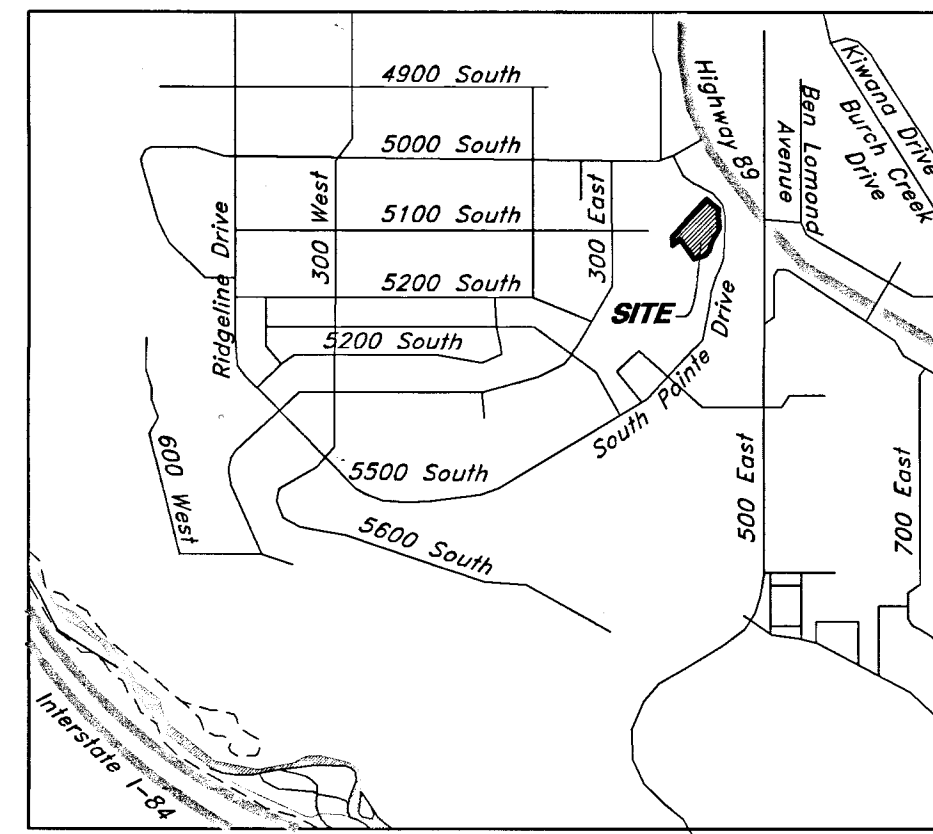 4900 South
Highway 89
Kiwana Drive
Burch Creek
Drive
Ben Lomond
Avenue
5000 South
300 West
5100 South
300 East
Ridgeline Drive
5200 South
SITE
5200 South
South Pointe Drive
600 West
5500 South
500 East
700 East
5600 South
Interstate I-84